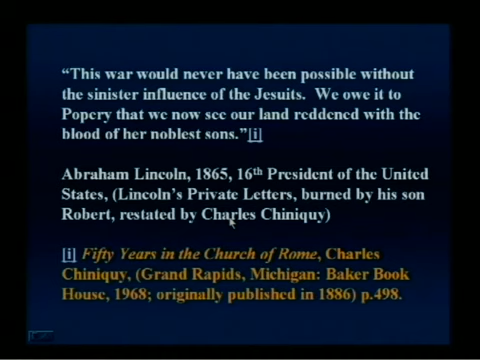 “This war would never have been possible without
the sinister influence of the Jesuits.  We owe it to
Popery that we now see our land reddened with the
blood of her noblest sons.”[i]
Abraham Lincoln, 1865, 16th President of the United
States, (Lincoln’s Private Letters, burned by his son
Robert, restated by Charles Chiniquy)
[i] Fifty Years in the Church of Rome, Charles
Chiniquy, (Grand Rapids, Michigan: Baker Book
House, 1968; originally published in 1886) p.498.